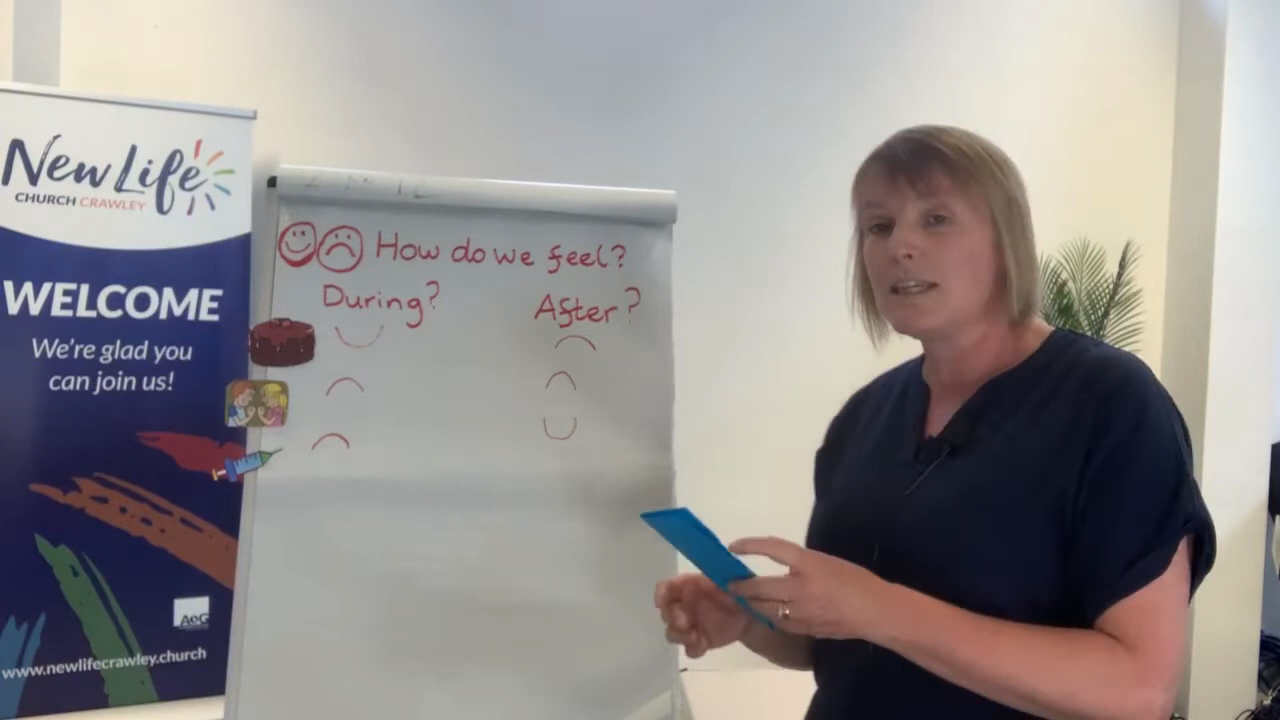 New Life
CHURCH CRAWLEY
WELCOME
We're glad you
can join us!
AoG
www.newlifecrawley.church
How do we feel?
During?
After?